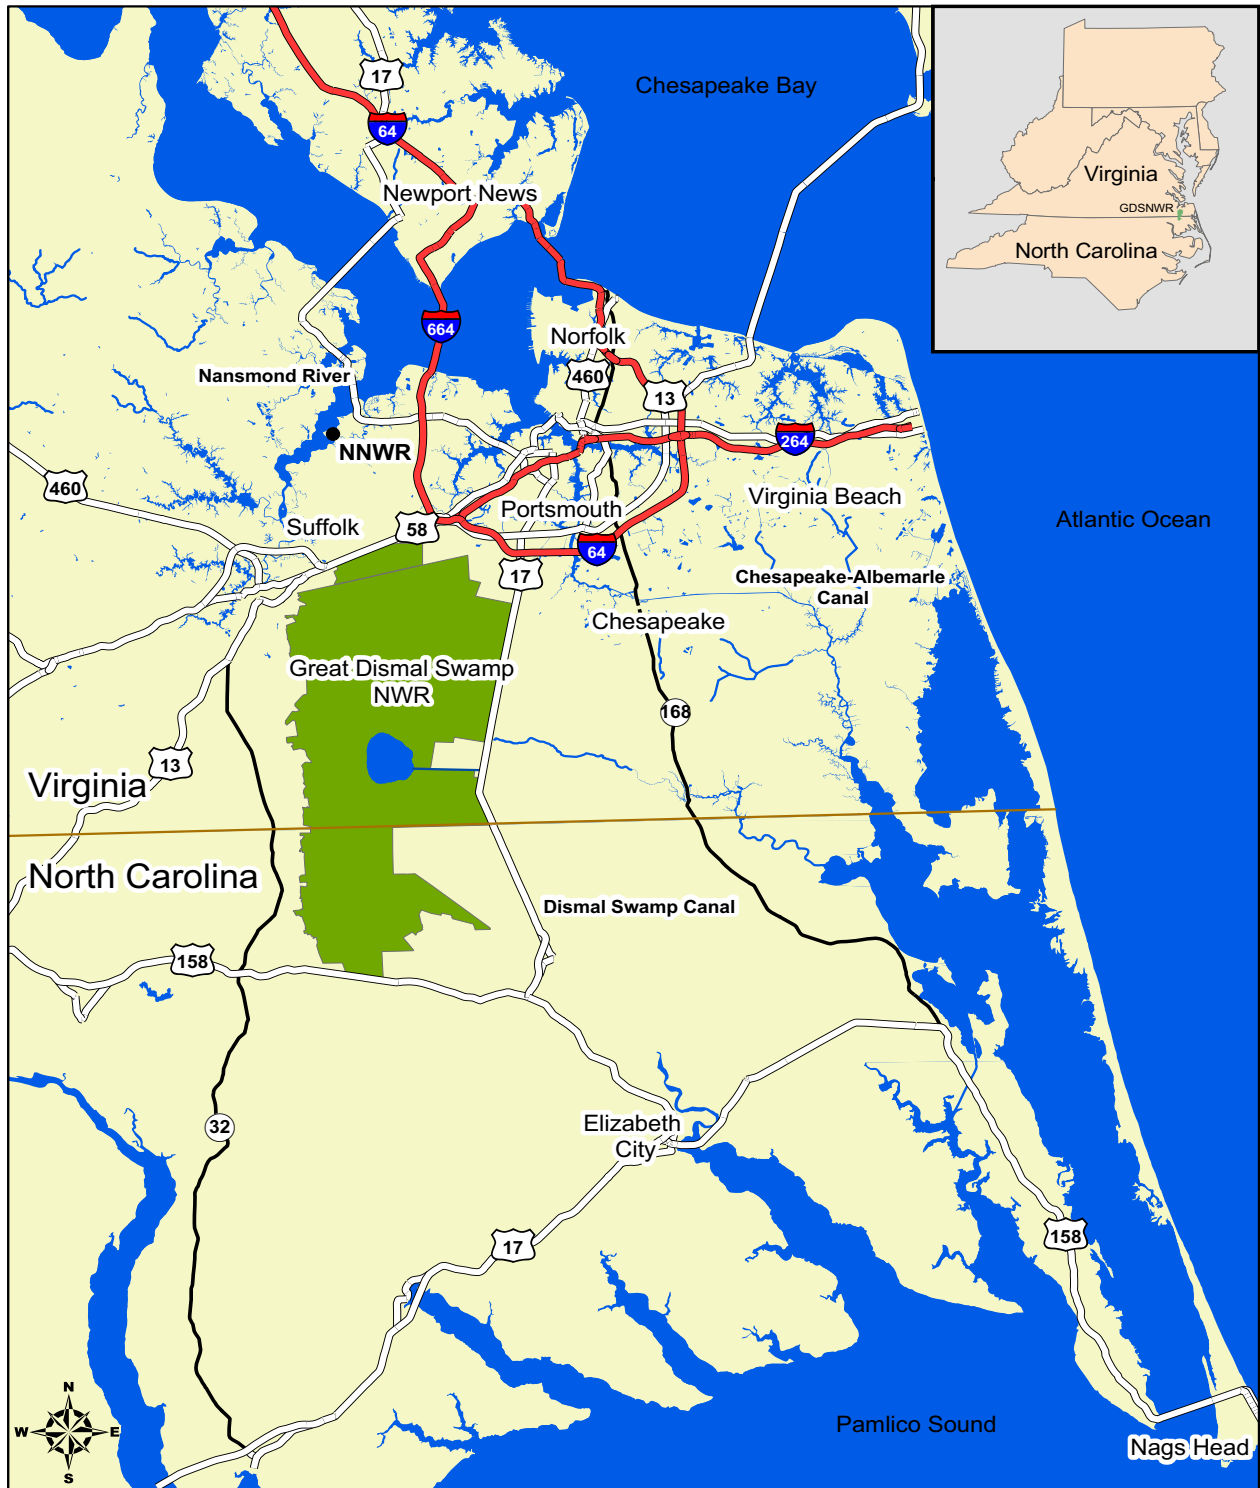 Chesapeake Bay
17
64
Newport News
Virginia
GDSNWR
North Carolina
664
Norfolk
Nansmond River
460
13
NNWR
264
460
Virginia Beach
Suffolk
58
Portsmouth
Atlantic Ocean
64
17
Chesapeake-Albemarle
Canal
Chesapeake
Great Dismal Swamp
NWR
168
13
Virginia
North Carolina
Dismal Swamp Canal
158
32
Elizabeth
City
17
158
N
W
E
S
Pamlico Sound
Nags Head